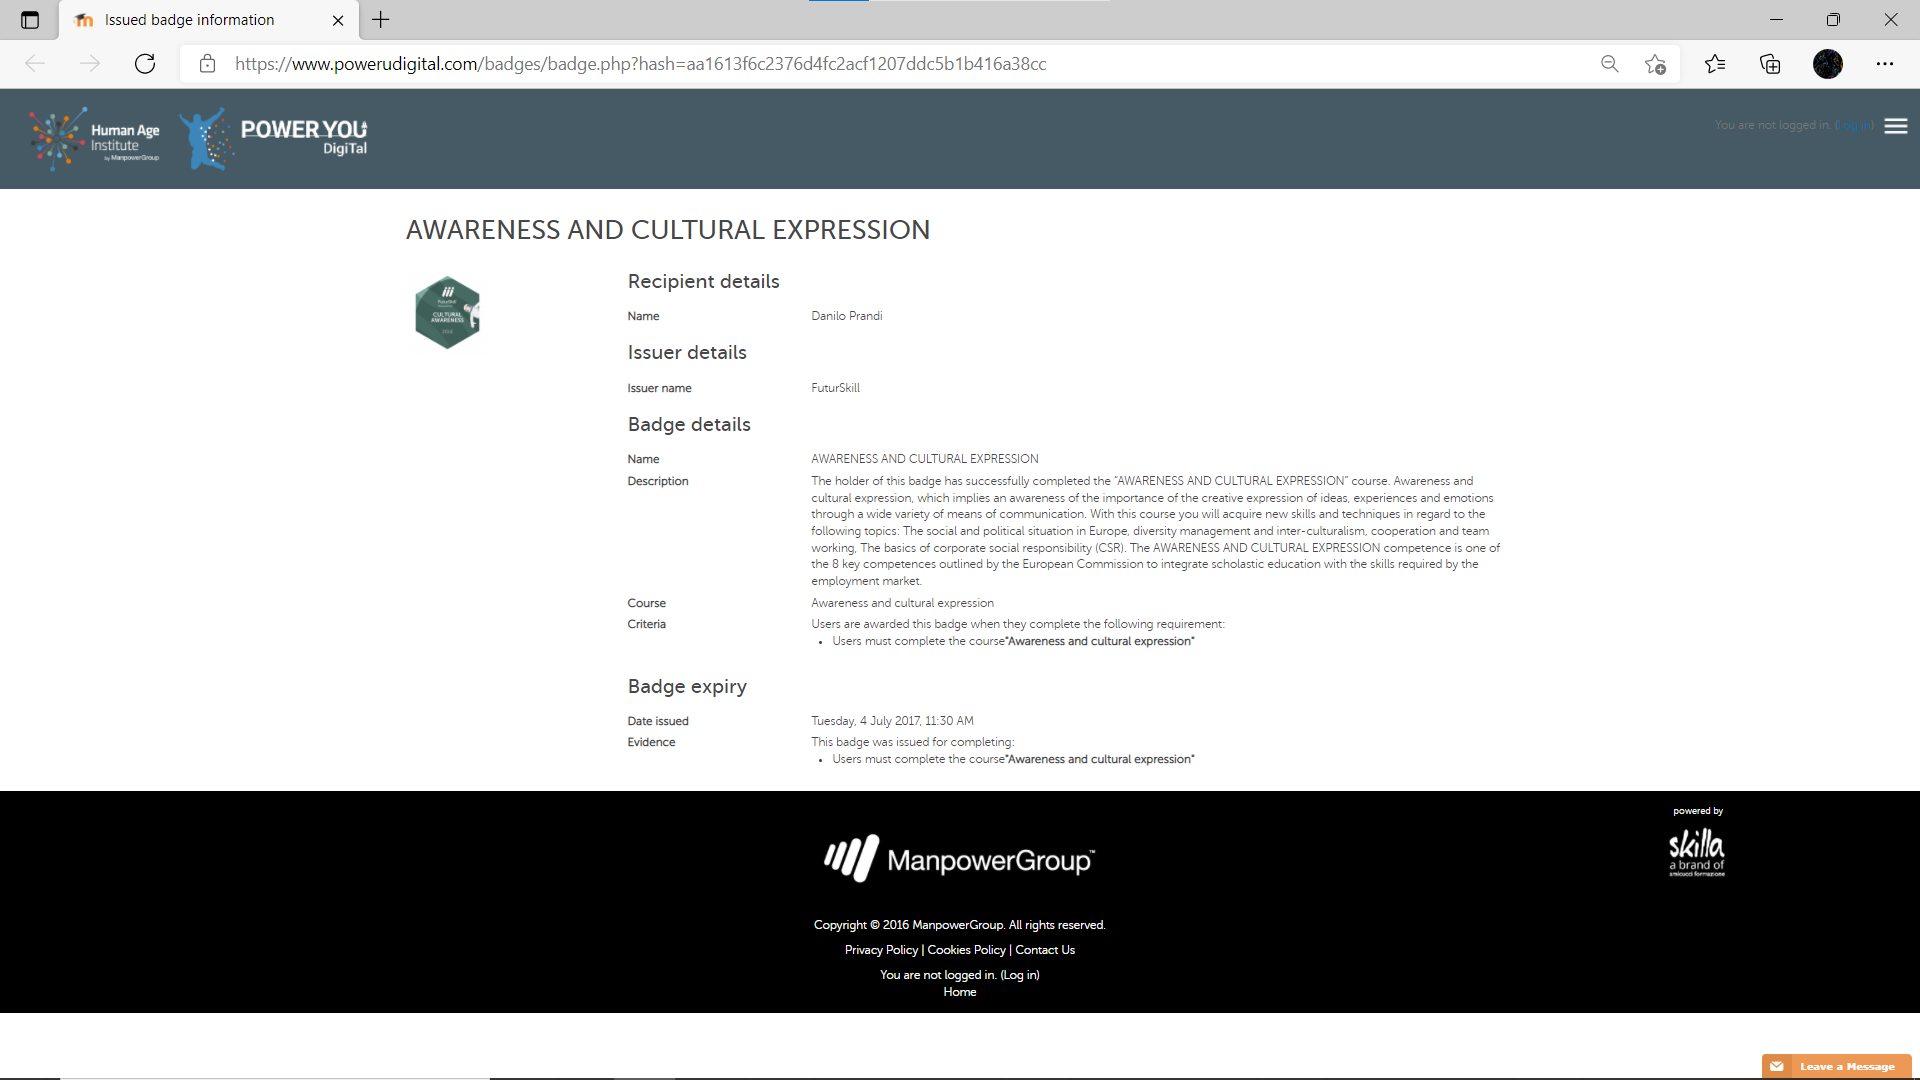 Issued badge information
https://www.powerudigital.com/badges/badge.php?hash=aa1613f6c2376d4fc2acf1207ddc5b1b416a38cc
Human Age
Institute
by ManpowerGroup
POWER YOU
DigiTal
You are not logged in. (Log in)
AWARENESS AND CULTURAL EXPRESSION
CULTURAL
AWARENESS
Recipient details
Name Danilo Prandi
Issuer details
Issuer name FuturSkill
Badge details
Name AWARENESS AND CULTURAL EXPRESSION
Description The holder of this badge has successfully completed the "AWARENESS AND CULTURAL EXPRESSION" course. Awareness and
cultural expression, which implies an awareness of the importance of the creative expression of ideas, experiences and emotions
through a wide variety of means of communication. With this course you will acquire new skills and techniques in regard to the
following topics: The social and political situation in Europe, diversity management and inter-culturalism, cooperation and team
working, The basics of corporate social responsibility (CSR). The AWARENESS AND CULTURAL EXPRESSION competence is one of
the 8 key competences outlined by the European Commission to integrate scholastic education with the skills required by the
employment market.
Course Awareness and cultural expression
Criteria Users are awarded this badge when they complete the following requirement:
• Users must complete the course"Awareness and cultural expression"
Badge expiry
Date issued Tuesday, 4 July 2017, 11:30 AM
Evidence This badge was issued for completing:
• Users must complete the course"Awareness and cultural expression"
powered by
skilla
a brand of
amicucci formazione
ManpowerGroup™
Copyright © 2016 ManpowerGroup. All rights reserved.
Privacy Policy | Cookies Policy | Contact Us
You are not logged in. (Log in)
Home
Leave a Message